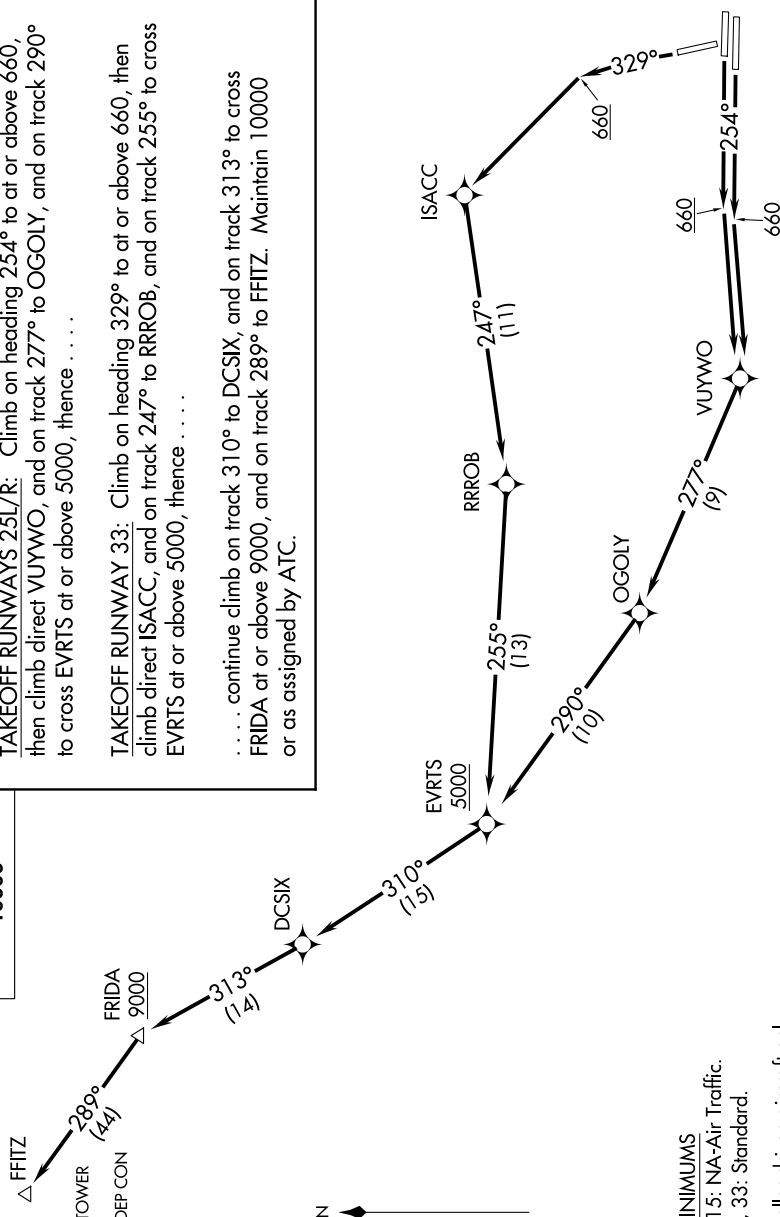 TAKEOFF RUNWAYS 25L/R: Climb on heading 254° to at or above 660,
then climb direct VUYWO, and on track 277° to OGOLY, and on track 290°
to cross EVRTS at or above 5000, thence . . . .
TAKEOFF RUNWAY 33: Climb on heading 329° to at or above 660, then
climb direct ISACC, and on track 247° to RRROB, and on track 255° to cross
EVRTS at or above 5000, thence . . . .
. . . . continue climb on track 310° to DCSIX, and on track 313° to cross
FRIDA at or above 9000, and on track 289° to FFITZ. Maintain 10000
or as assigned by ATC.
329°
660
ISACC
254°
660
660
247°
(11)
VUYWO
RRROB
277°
(9)
OGOLY
255°
(13)
290°
(10)
EVRTS
5000
310°
(15)
DCSIX
313°
(14)
FRIDA
9000
289°
(44)
FFITZ
TOWER
DEP CON
N
INIMUMS
15: NA-Air Traffic.
, 33: Standard.